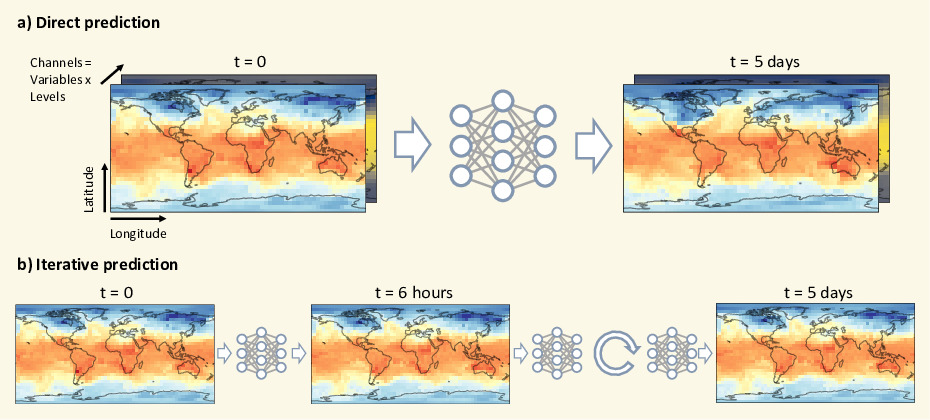 a) Direct prediction
Channels =
Variables x
Levels
t = 0
t = 5 days
Latitude
Longitude
b) Iterative prediction
t = 0
t = 6 hours
t = 5 days